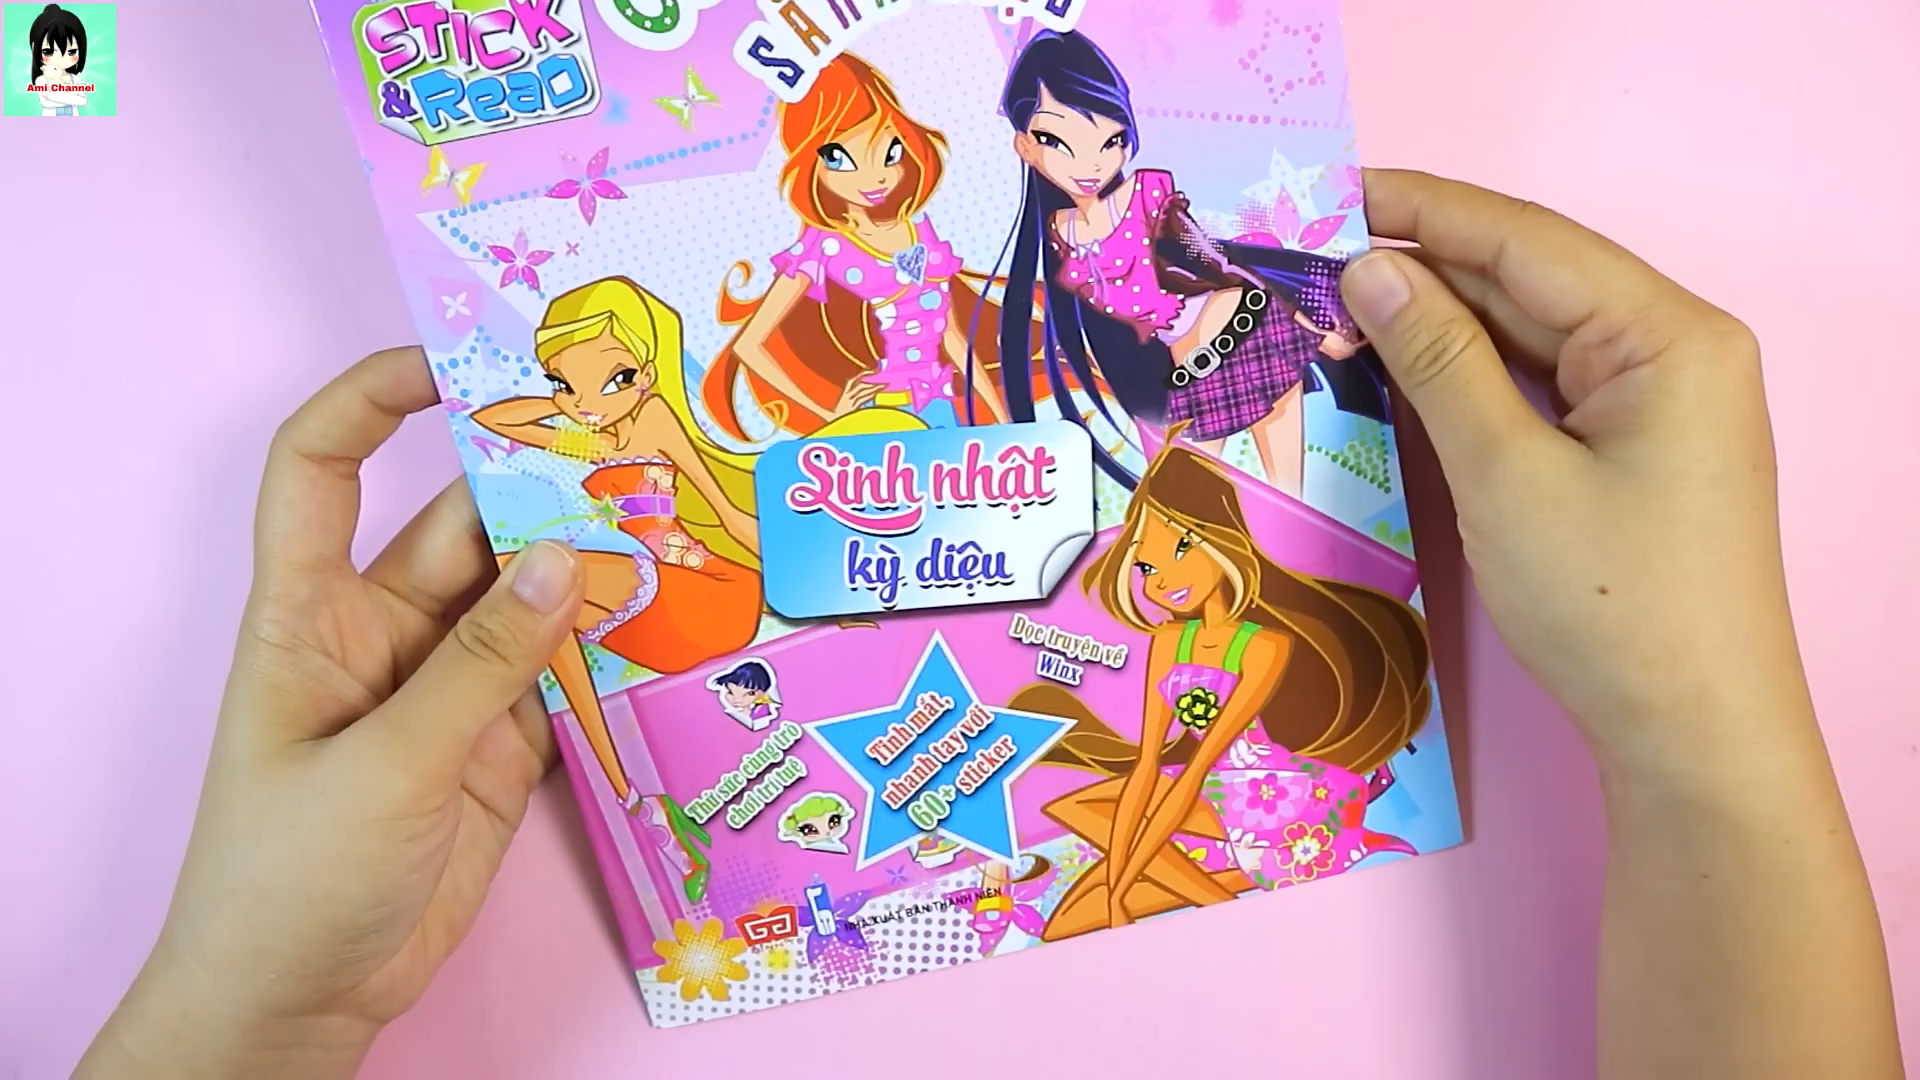 Ami Channel
STICK
& ReaD
Sinh nhật
kỳ diệu
Đọc truyện về
Winx
Tinh mắt,
nhanh tay với
60+ sticker
Thử sức cùng trò
chơi trí tuệ
NHÀ XUẤT BẢN THANH NIÊN